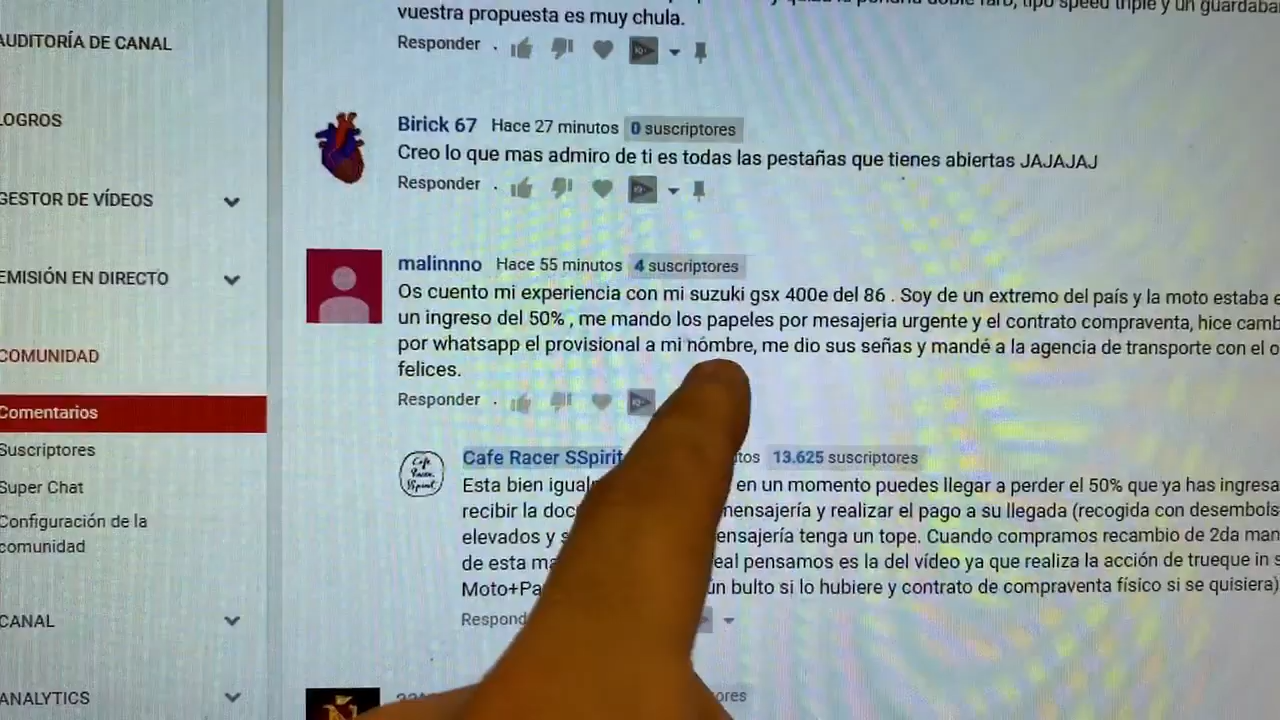 AUDITORÍA DE CANAL
LOGROS
GESTOR DE VÍDEOS
EMISIÓN EN DIRECTO
COMUNIDAD
Comentarios
Suscriptores
Super Chat
Configuración de la
comunidad
CANAL
ANALYTICS
vuestra propuesta es muy chula.
Responder
Birick 67 Hace 27 minutos 0 suscriptores
Creo lo que mas admiro de ti es todas las pestañas que tienes abiertas JAJAJAJ
Responder
malinnno Hace 55 minutos 4 suscriptores
Os cuento mi experiencia con mi suzuki gsx 400e del 86 . Soy de un extremo del país y la moto estaba
un ingreso del 50% , me mando los papeles por mesajeria urgente y el contrato compraventa, hice
por whatsapp el provisional a mi nombre, me dio sus señas y mandé a la agencia de transporte con el
felices.
Responder
Cafe Racer SSpirit 13.625 suscriptores
Esta bien en un momento puedes llegar a perder el 50% que ya has
recibir la y realizar el pago a su llegada (recogida con
elevados y tenga un tope. Cuando compramos recambio de 2da
de esta pensamos es la del vídeo ya que realiza la acción de trueque in
bulto si lo hubiere y contrato de compraventa físico si se quisiera)